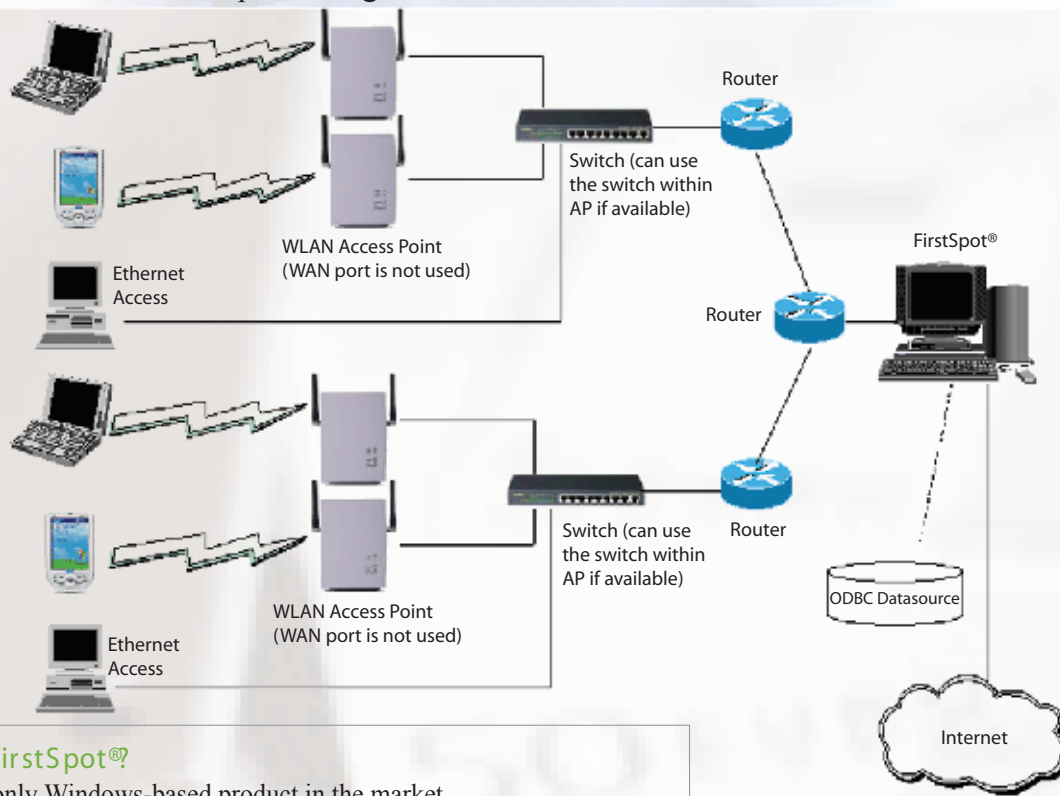 Router
Switch (can use
the switch within
AP if available)
WLAN Access Point
(WAN port is not used)
FirstSpot®
Ethernet
Access
Router
Switch (can use
the switch within
AP if available)
Router
ODBC Datasource
WLAN Access Point
(WAN port is not used)
Ethernet
Access
Internet
irstSpot®?
only Windows-based product in the market